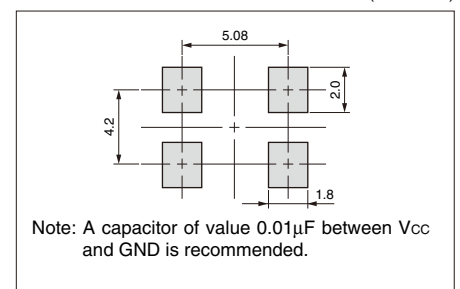 5.08
2.0
4.2
1.8
Note: A capacitor of value 0.01μF between Vcc
and GND is recommended.